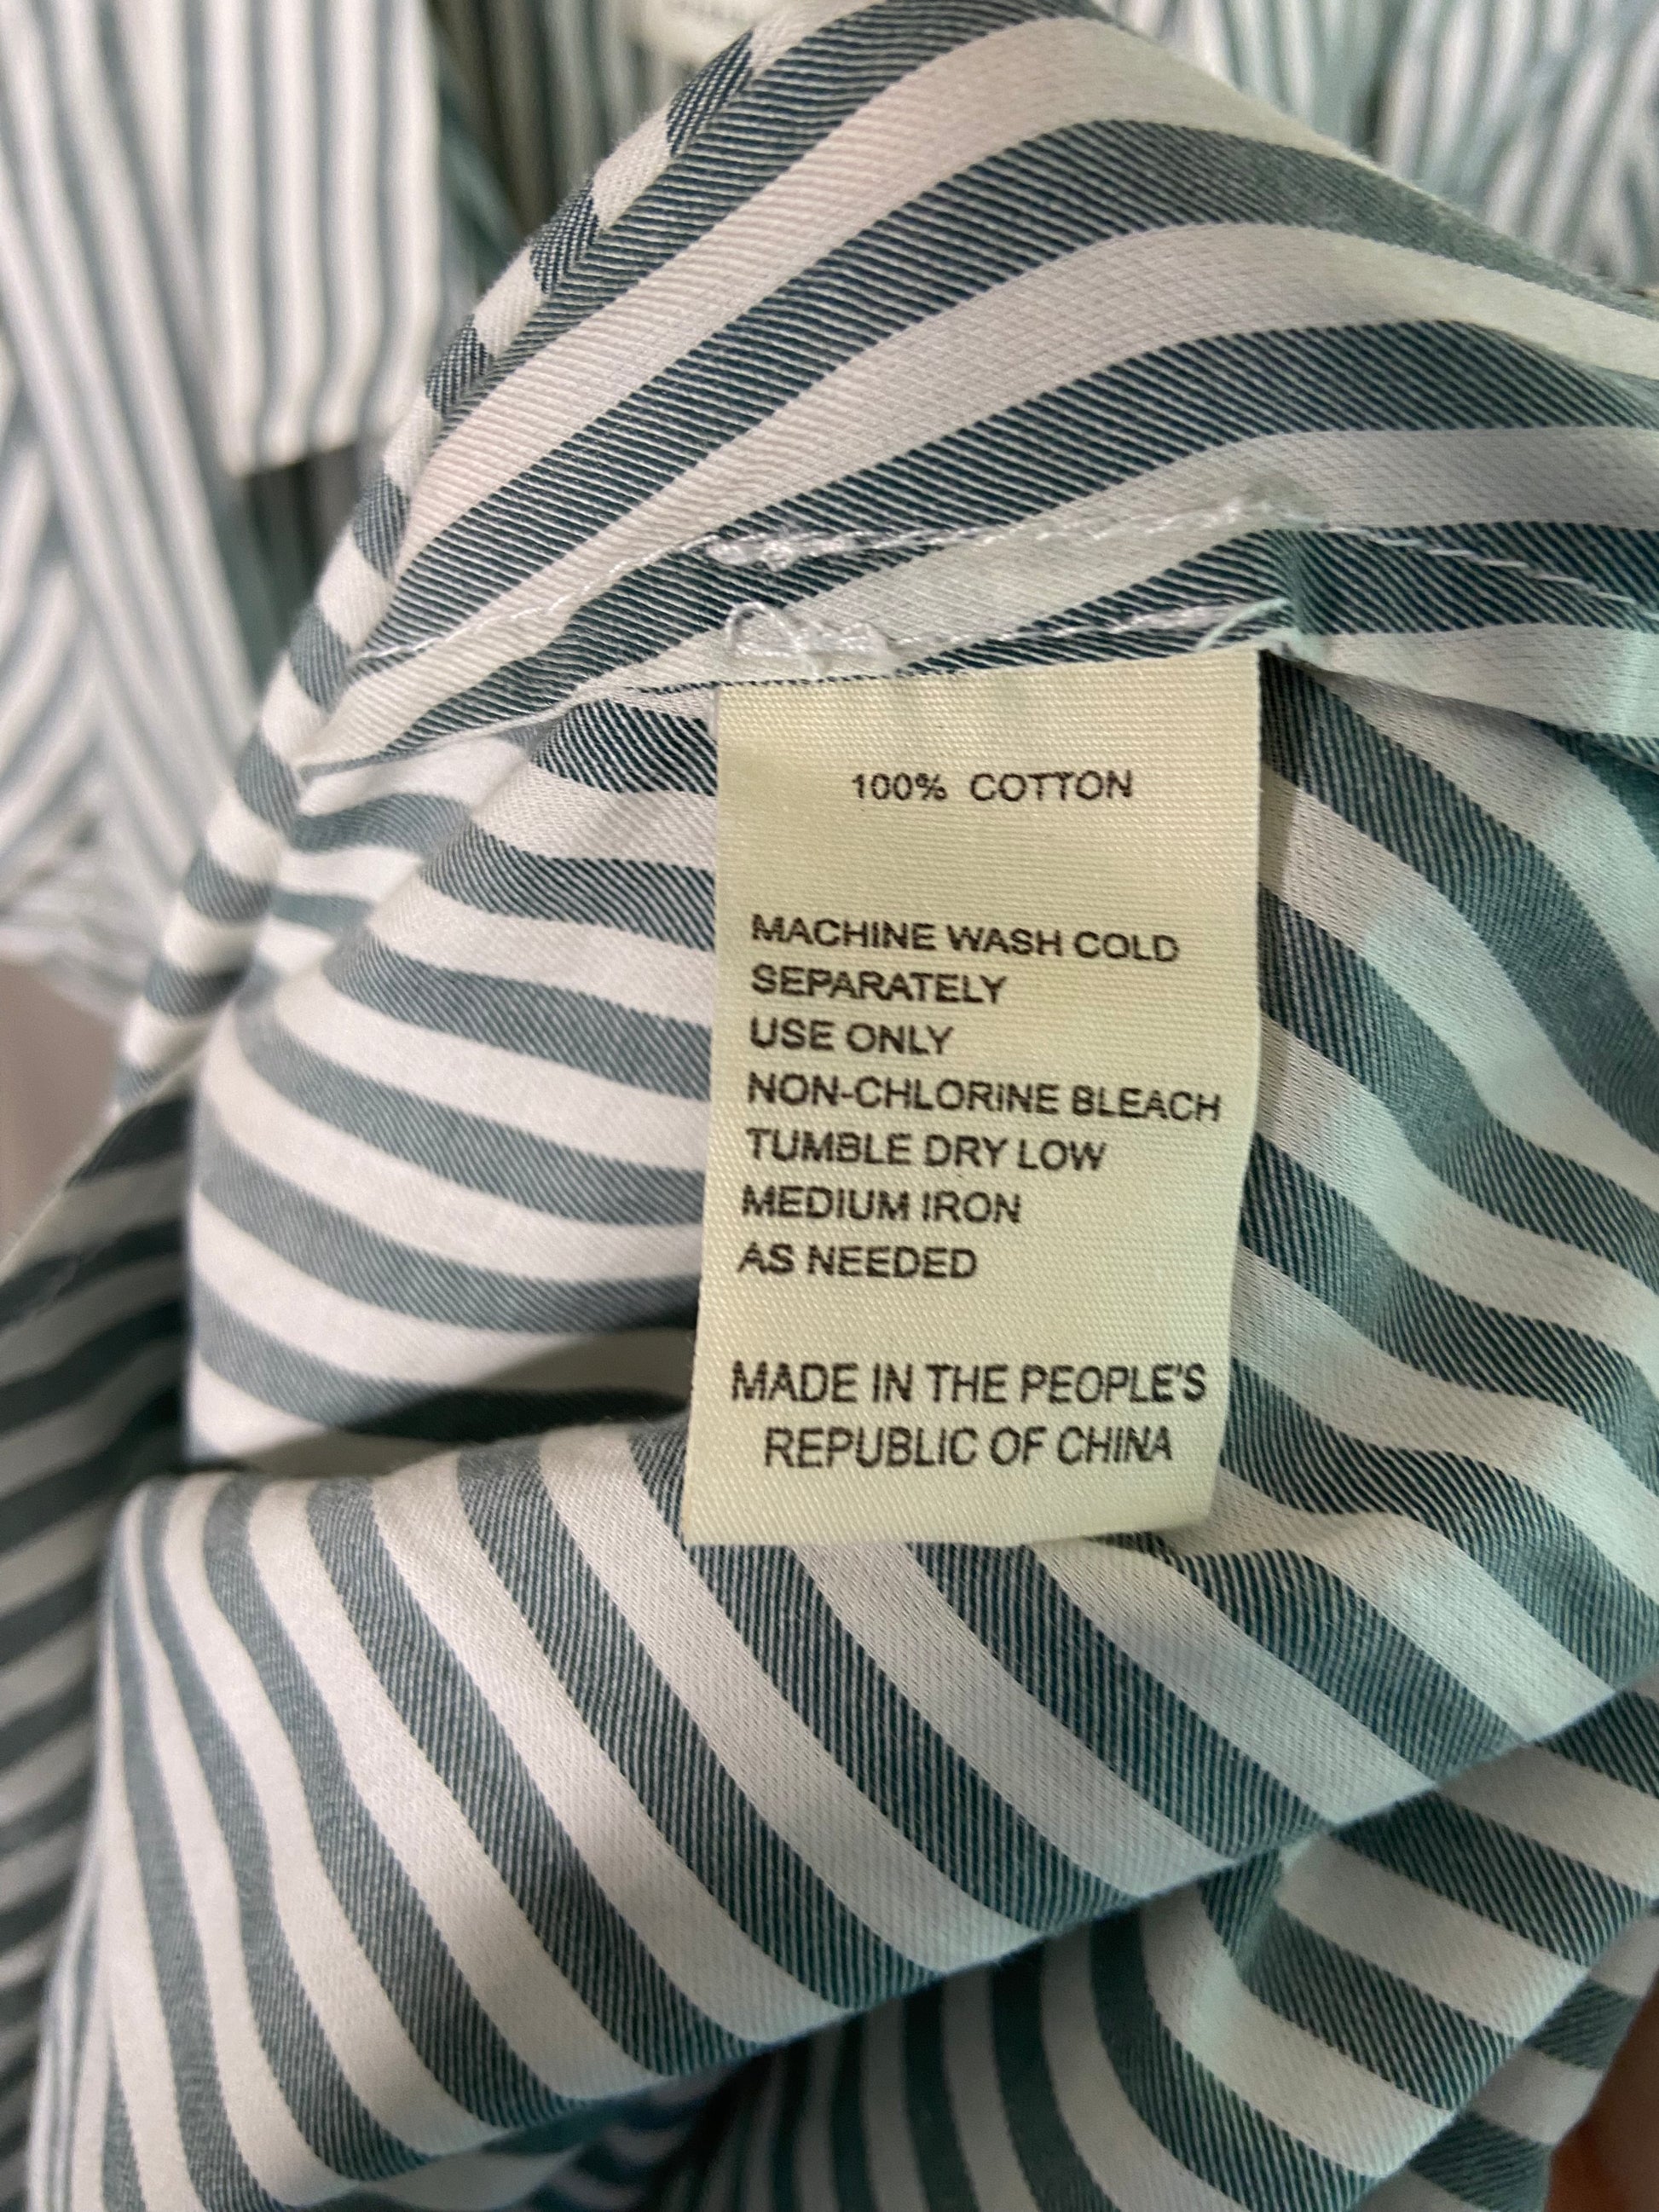 100% COTTON
MACHINE WASH COLD
SEPARATELY
USE ONLY
NON-CHLORINE BLEACH
TUMBLE DRY LOW
MEDIUM IRON
AS NEEDED
MADE IN THE PEOPLE'S
REPUBLIC OF CHINA